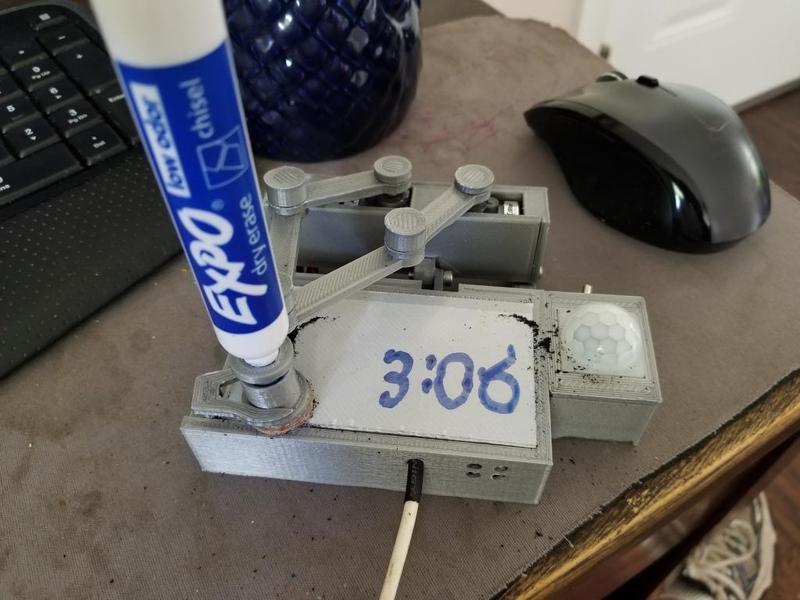 low odor
chisel
EXPO®
dry erase
3:06